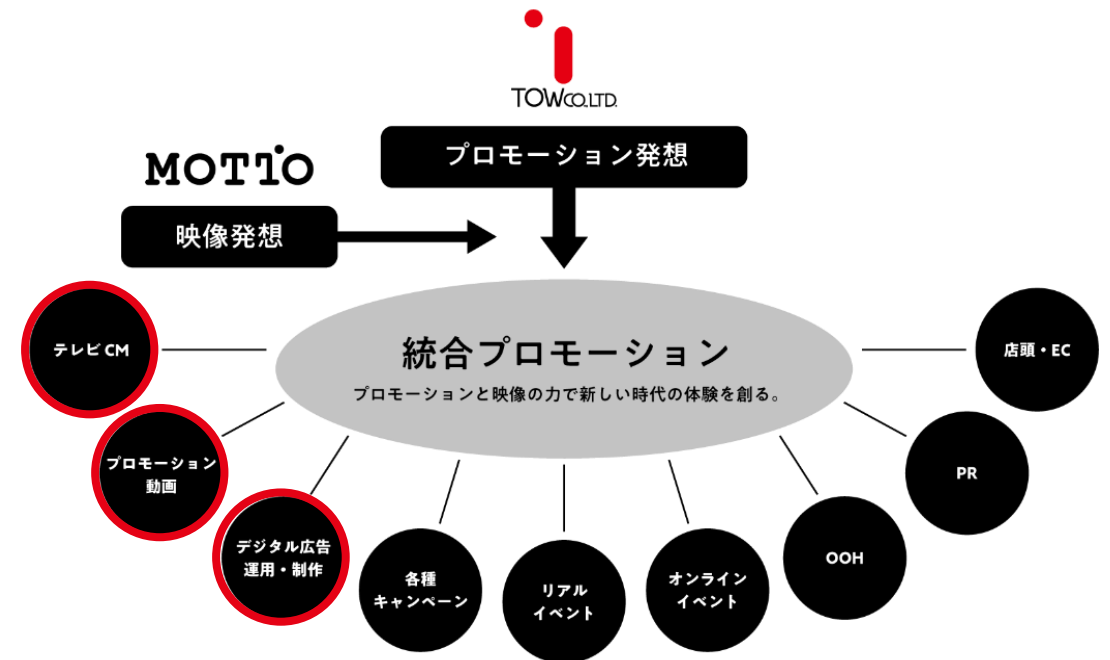 TOW CO.,LTD.
プロモーション発想
MOTTO
映像発想
統合プロモーション
プロモーションと映像の力で新しい時代の体験を創る。
テレビCM
プロモーション
動画
デジタル広告
運用・制作
各種
キャンペーン
リアル
イベント
オンライン
イベント
OOH
PR
店頭・EC